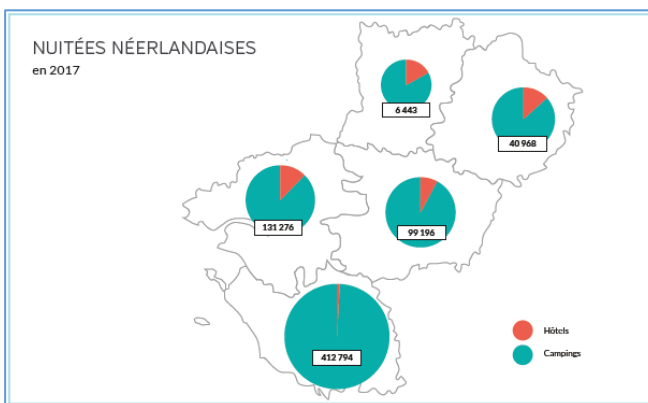 NUITÉES NÉERLANDAISES
en 2017
6 443
40 968
131 276
99 196
412 794
Hôtels
Campings